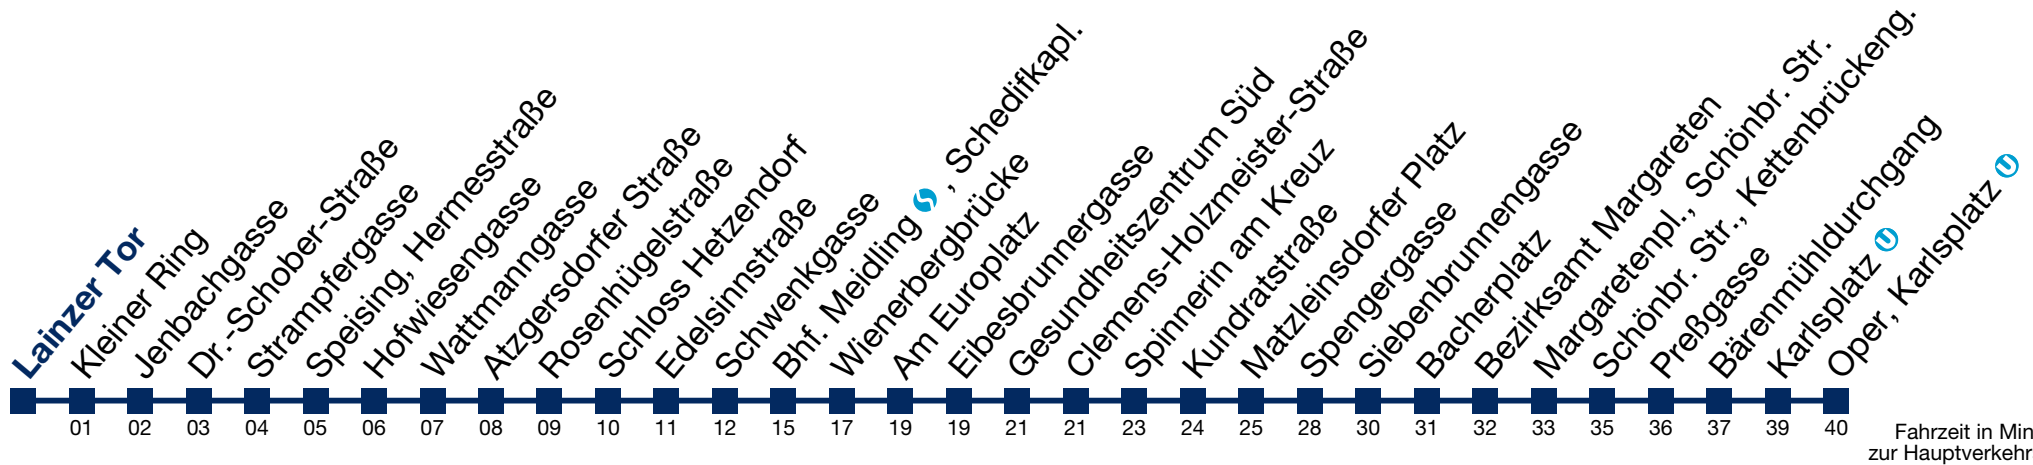 Lainzer Tor
Kleiner Ring
Jenbachgasse
Dr.-Schober-Straße
Strampfergasse
Speising, Hermesstraße
Hofwiesengasse
Wattmanngasse
Atzgersdorfer Straße
Rosenhügelstraße
Schloss Hetzendorf
Edelsinnstraße
Schwenkgasse
Bhf. Meidling S, Schedifkapl.
Wienerbergbrücke
Am Europlatz
Eibesbrunnergasse
Gesundheitszentrum Süd
Clemens-Holzmeister-Straße
Spinnerin am Kreuz
Kundratstraße
Matzleinsdorfer Platz
Spengergasse
Siebenbrunnengasse
Bacherplatz
Bezirksamt Margareten
Margaretenpl., Schönbr. Str.
Schönbr. Str., Kettenbrückeng.
Preßgasse
Bärenmühldurchgang
Karlsplatz U
Oper, Karlsplatz U
01 02 03 04 05 06 07 08 09 10 11 12 15 17 19 19 21 21 23 24 25 28 30 31 32 33 35 36 37 39 40
Fahrzeit in Min
zur Hauptverkehr